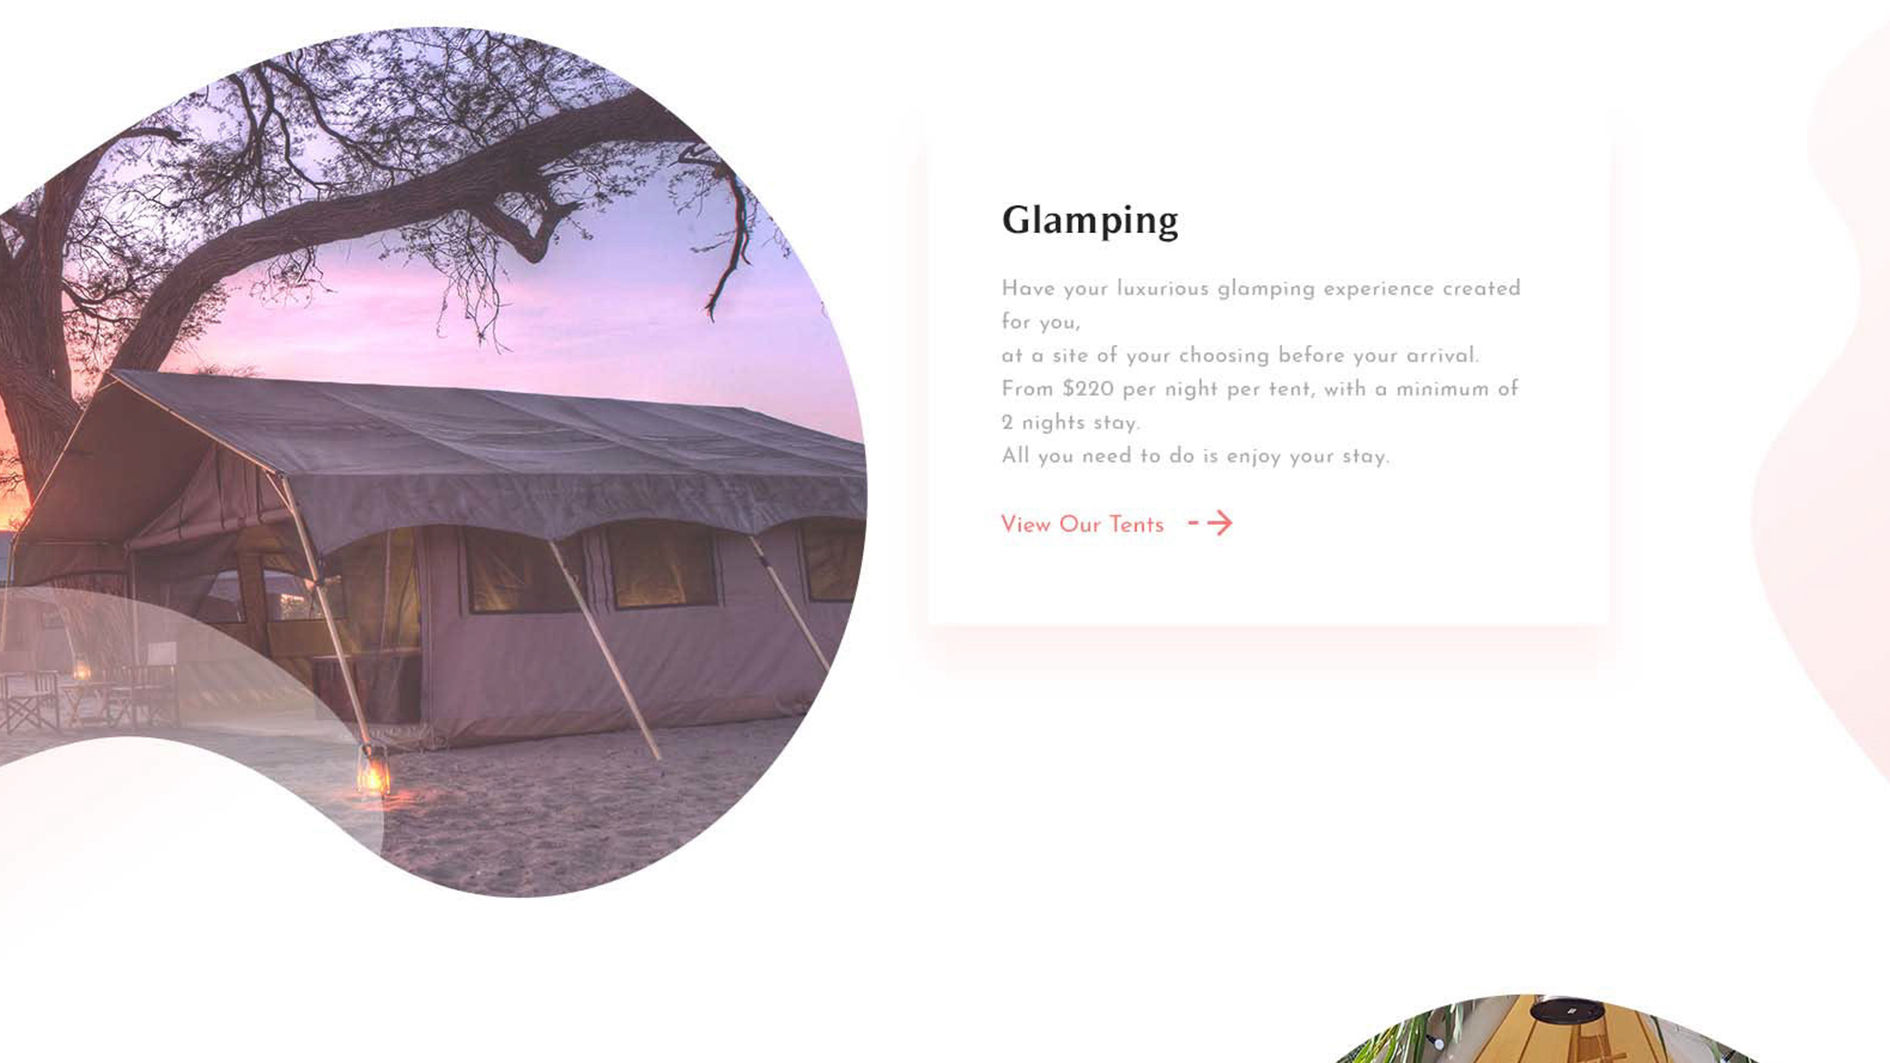 Glamping
Have your luxurious glamping experience created
for you,
at a site of your choosing before your arrival.
From $220 per night per tent, with a minimum of
2 nights stay.
All you need to do is enjoy your stay.
View Our Tents